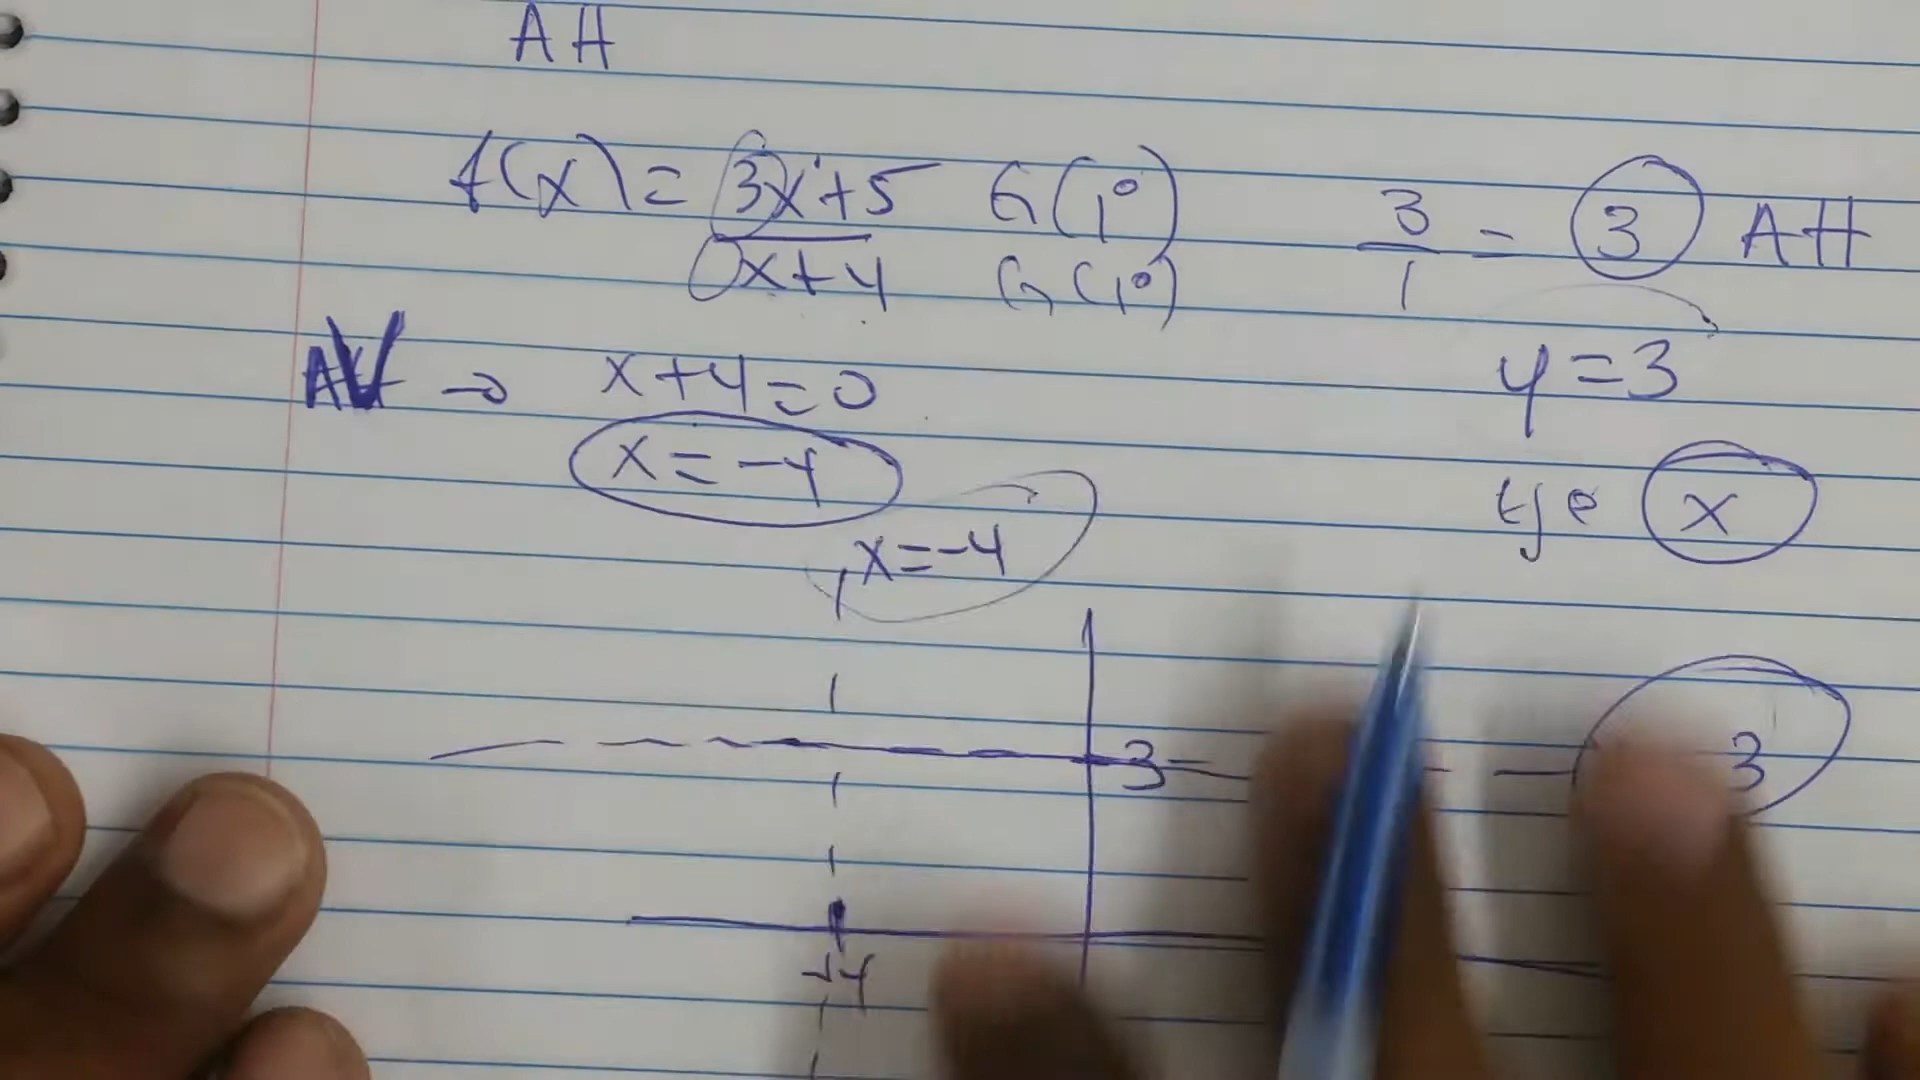 AH
f(x) = 3x+5 G(1°) 3/1 = 3 AH
x+4 G(1°)
y=3
AV → x+4=0
x=-4
eje x
x=-4
3 3
-4